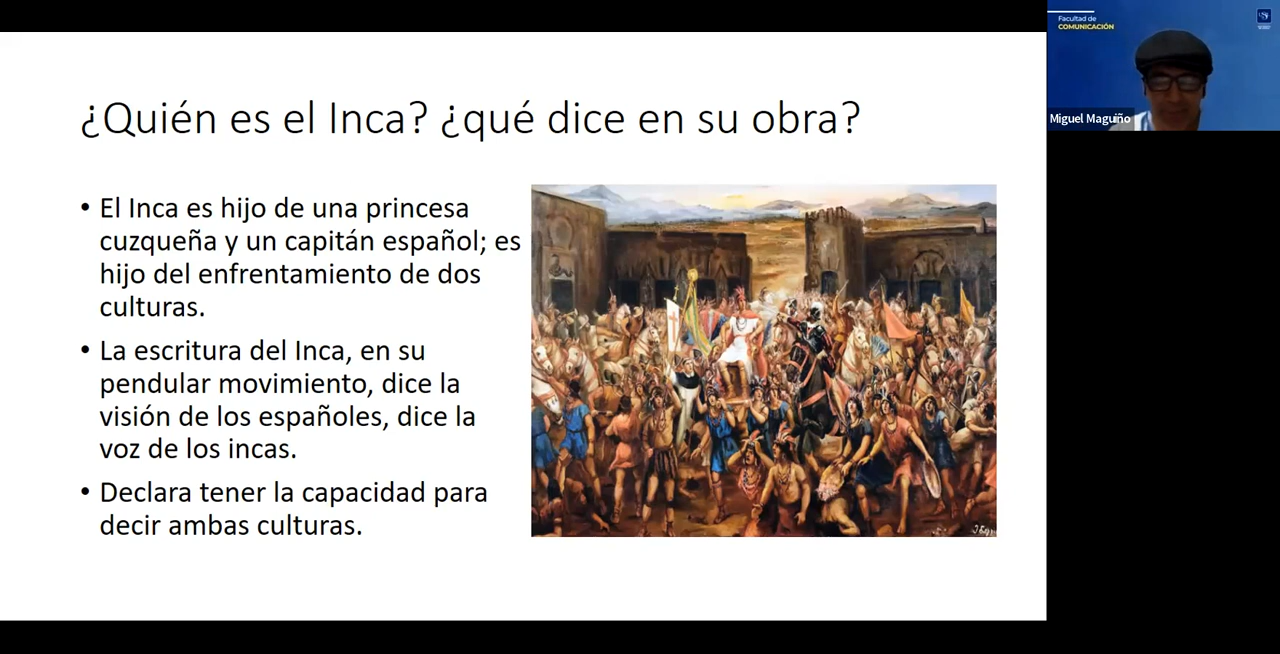 ¿Quién es el Inca? ¿qué dice en su obra?
• El Inca es hijo de una princesa
cuzqueña y un capitán español; es
hijo del enfrentamiento de dos
culturas.
• La escritura del Inca, en su
pendular movimiento, dice la
visión de los españoles, dice la
voz de los incas.
• Declara tener la capacidad para
decir ambas culturas.
Facultad de
COMUNICACIÓN
Miguel Maguiño